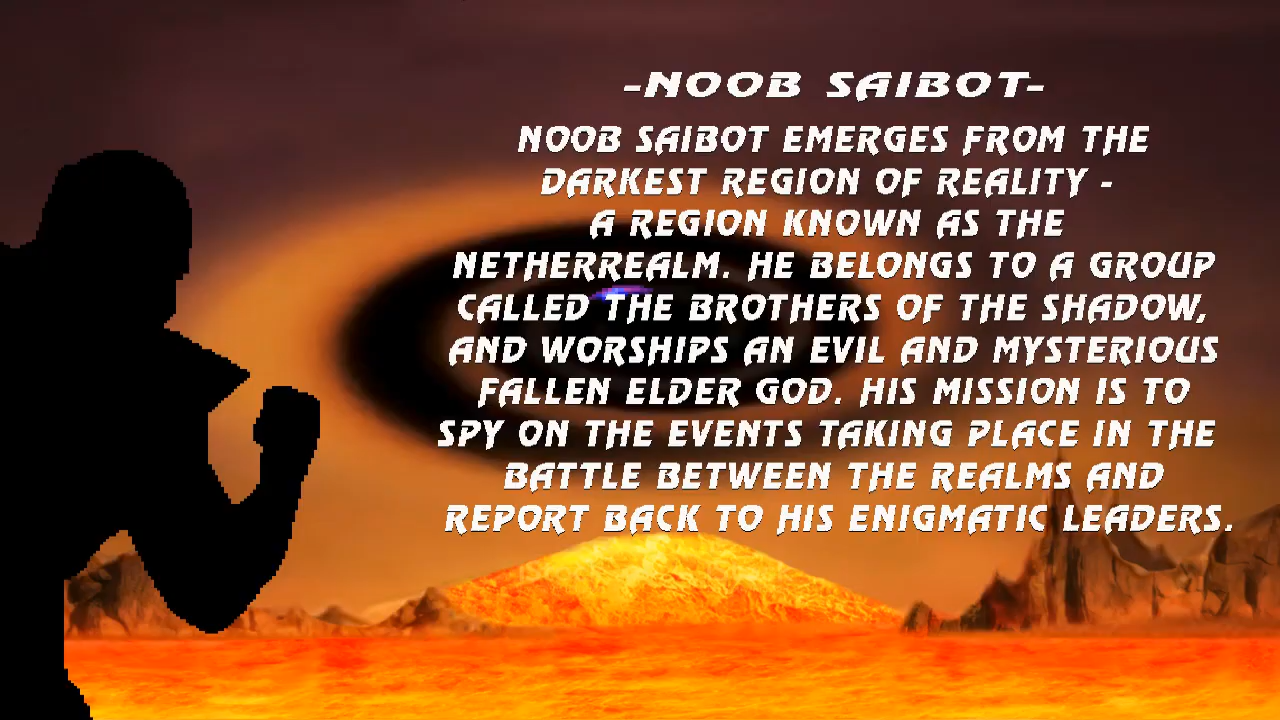 -NOOB SAIBOT-
NOOB SAIBOT EMERGES FROM THE
DARKEST REGION OF REALITY -
A REGION KNOWN AS THE
NETHERREALM. HE BELONGS TO A GROUP
CALLED THE BROTHERS OF THE SHADOW,
AND WORSHIPS AN EVIL AND MYSTERIOUS
FALLEN ELDER GOD. HIS MISSION IS TO
SPY ON THE EVENTS TAKING PLACE IN THE
BATTLE BETWEEN THE REALMS AND
REPORT BACK TO HIS ENIGMATIC LEADERS.